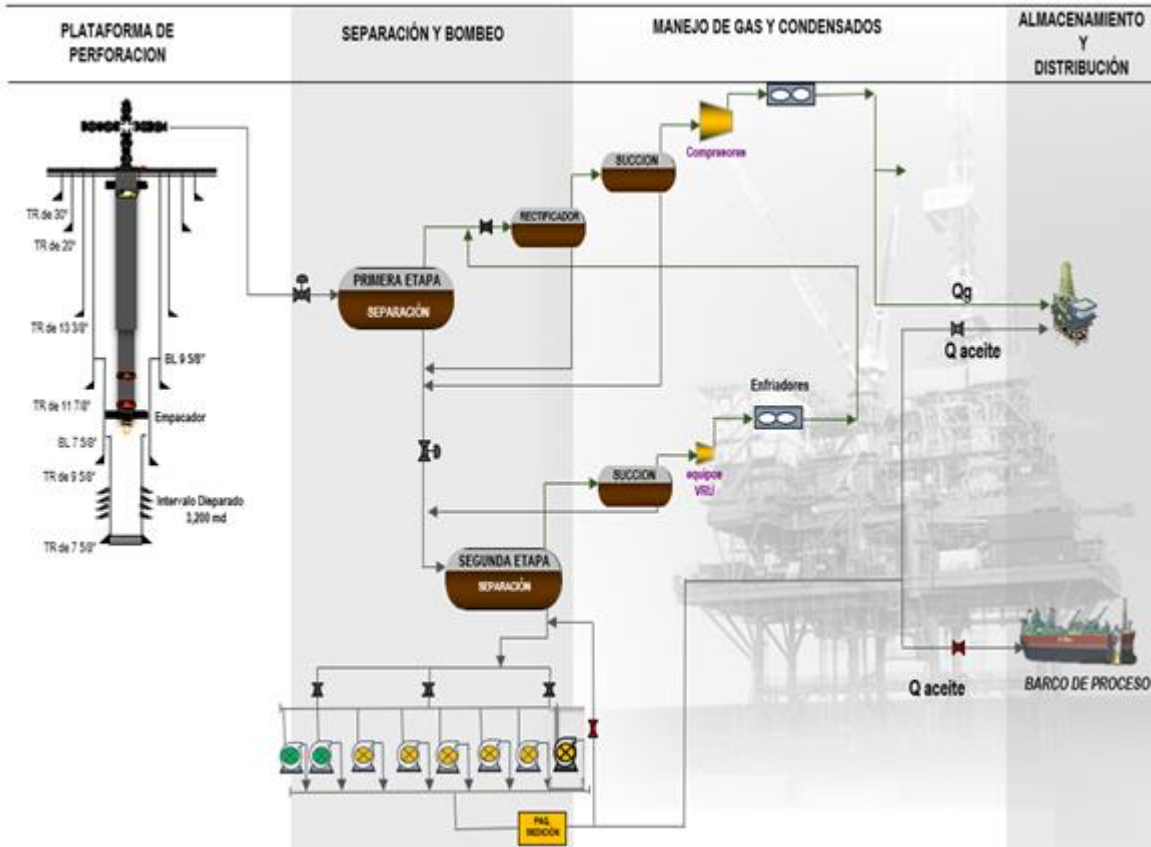 PLATAFORMA DE
PERFORACION
SEPARACIÓN Y BOMBEO
MANEJO DE GAS Y CONDENSADOS
ALMACENAMIENTO
Y
DISTRIBUCIÓN
Compresores
SUCCION
TR de 30"
RECTIFICADOR
TR de 20"
PRIMERA ETAPA
SEPARACIÓN
Qg
TR de 13 3/8"
Q aceite
BL 9 5/8"
Enfriadores
TR de 11 7/8"
Empacador
BL 7 5/8"
TR de 9 5/8"
SUCCION
equipos
VRU
Intervalo Disparado
3,200 md
TR de 7 5/8"
SEGUNDA ETAPA
SEPARACIÓN
Q aceite
BARCO DE PROCESO
PAQ.
MEDICIÓN